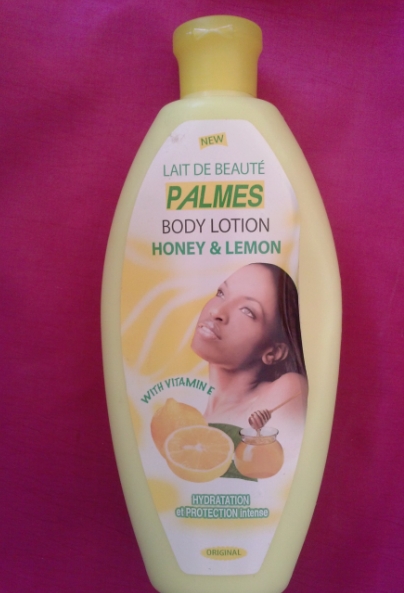 NEW
LAIT DE BEAUTÉ
PALMES
BODY LOTION
HONEY & LEMON
WITH VITAMIN E
HYDRATATION
et PROTECTION intense
ORIGINAL